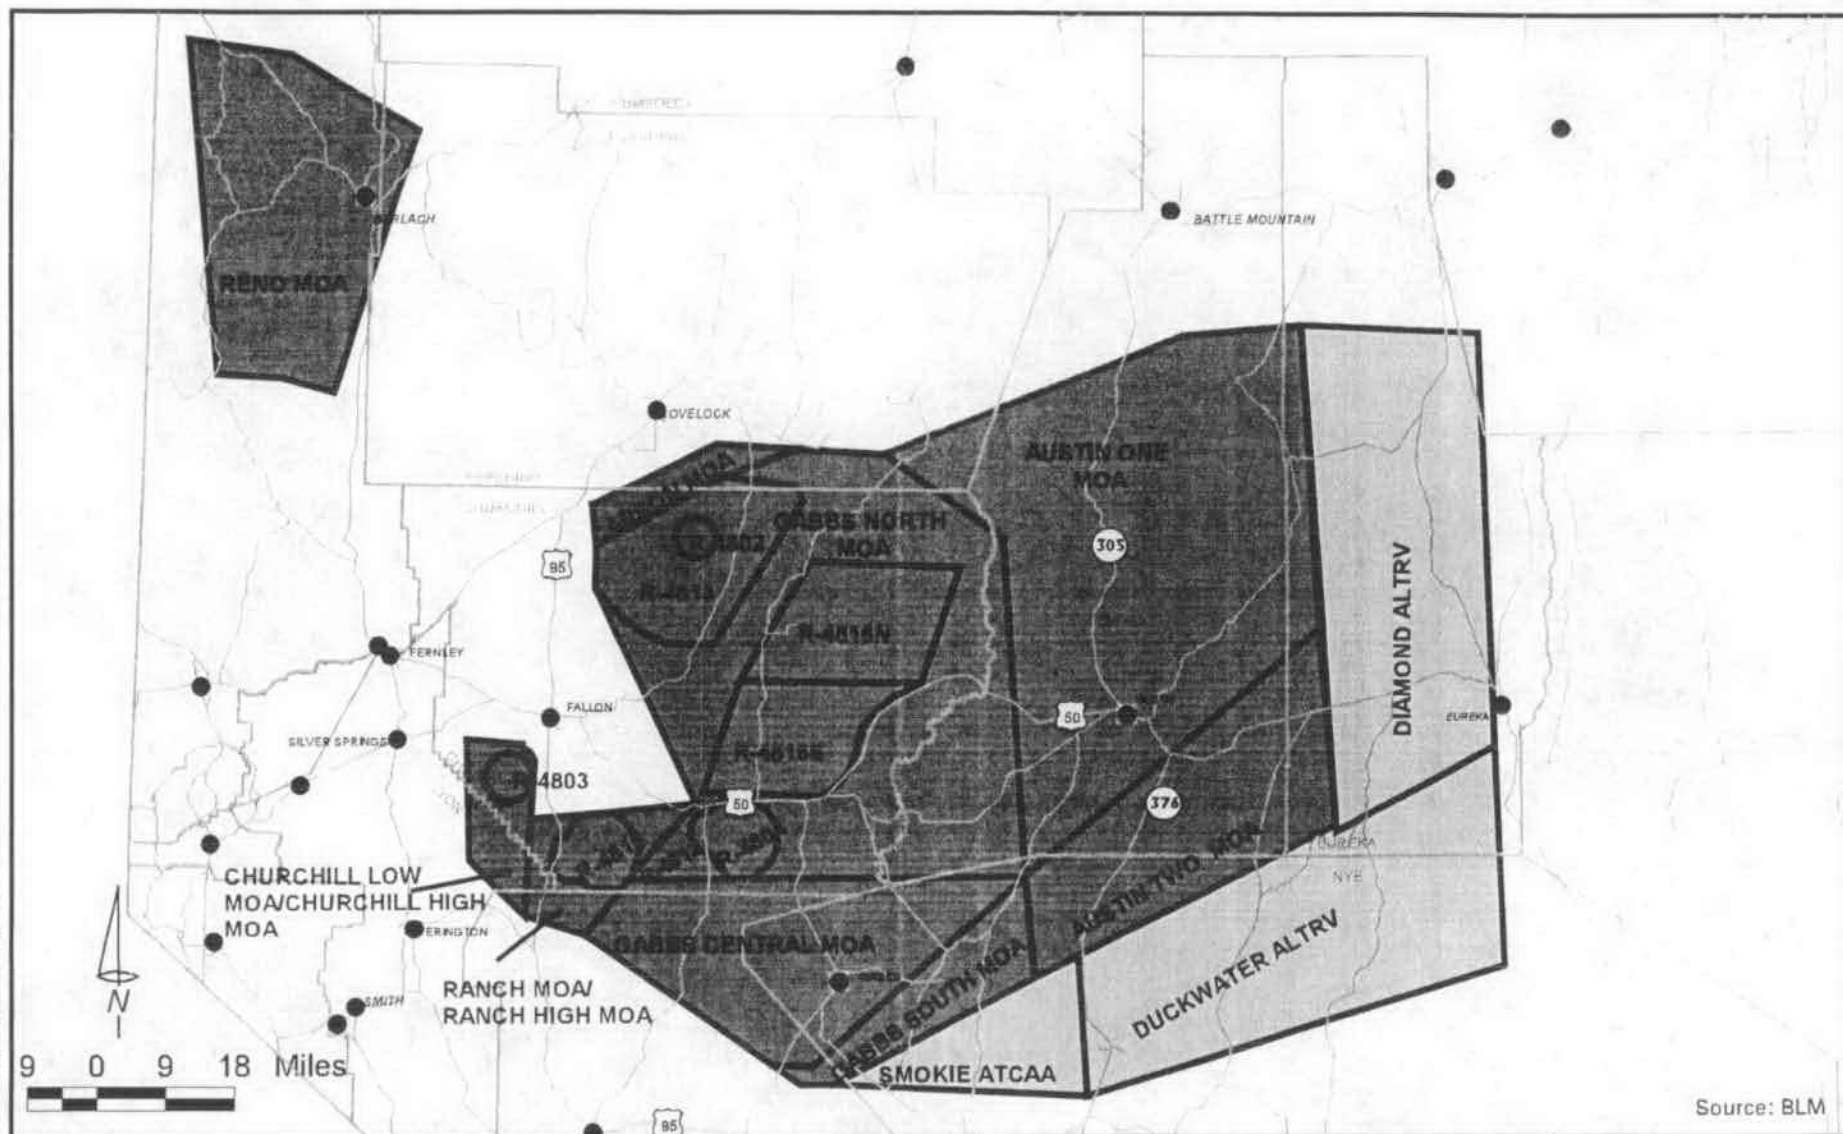 BATTLE MOUNTAIN
RENO MOA
AUSTIN ONE
MOA
GABBS NORTH
MOA
95
305
R-4816N
FERNLEY
DIAMOND ALTRV
FALLON
50
EUREKA
SILVER SPRINGS
R-4803
50
376
EUREKA
NYE
CHURCHILL LOW
MOA/CHURCHILL HIGH
MOA
AUSTIN TWO MOA
GABBS CENTRAL MOA
RANCH MOA/
RANCH HIGH MOA
GABBS SOUTH MOA
DUCKWATER ALTRV
SMITH
N
9 0 9 18 Miles
SMOKIE ATCAA
95
Source: BLM